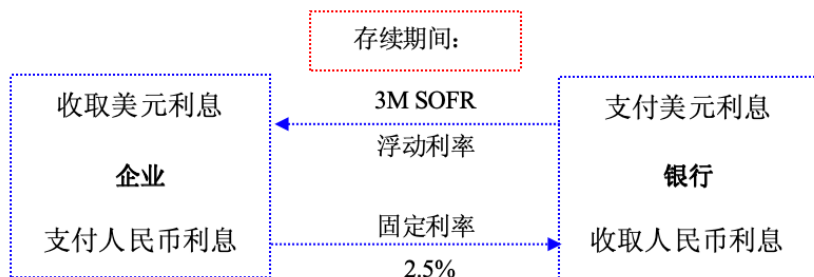 存续期间：
收取美元利息
3M SOFR
支付美元利息
浮动利率
企业
银行
固定利率
支付人民币利息
收取人民币利息
2.5%